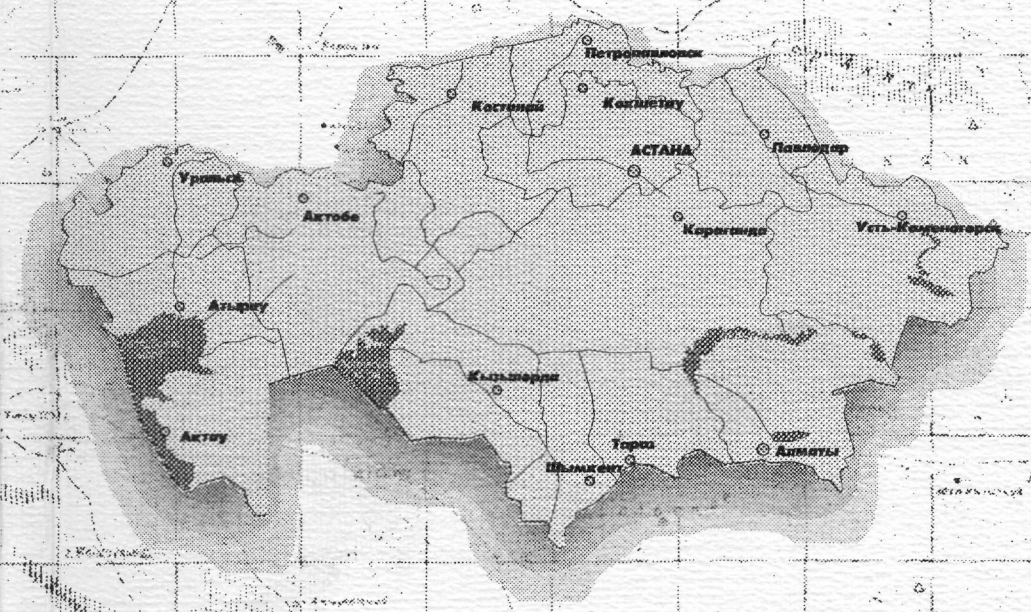 Петропавловск
Костанай
Кокшетау
АСТАНА
Павлодар
Уральск
Актобе
Караганда
Усть-Каменогорск
Атырау
Кызылорда
Актау
Тараз
Алматы
Шымкент